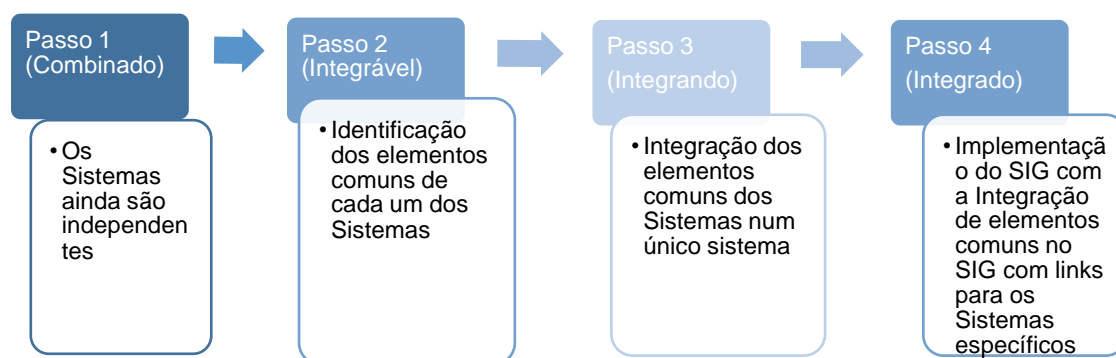 Passo 1
(Combinado)
• Os
Sistemas
ainda são
independen
tes
Passo 2
(Integrável)
• Identificação
dos elementos
comuns de
cada um dos
Sistemas
Passo 3
(Integrando)
• Integração dos
elementos
comuns dos
Sistemas num
único sistema
Passo 4
(Integrado)
• Implementaçã
o do SIG com
a Integração
de elementos
comuns no
SIG com links
para os
Sistemas
específicos